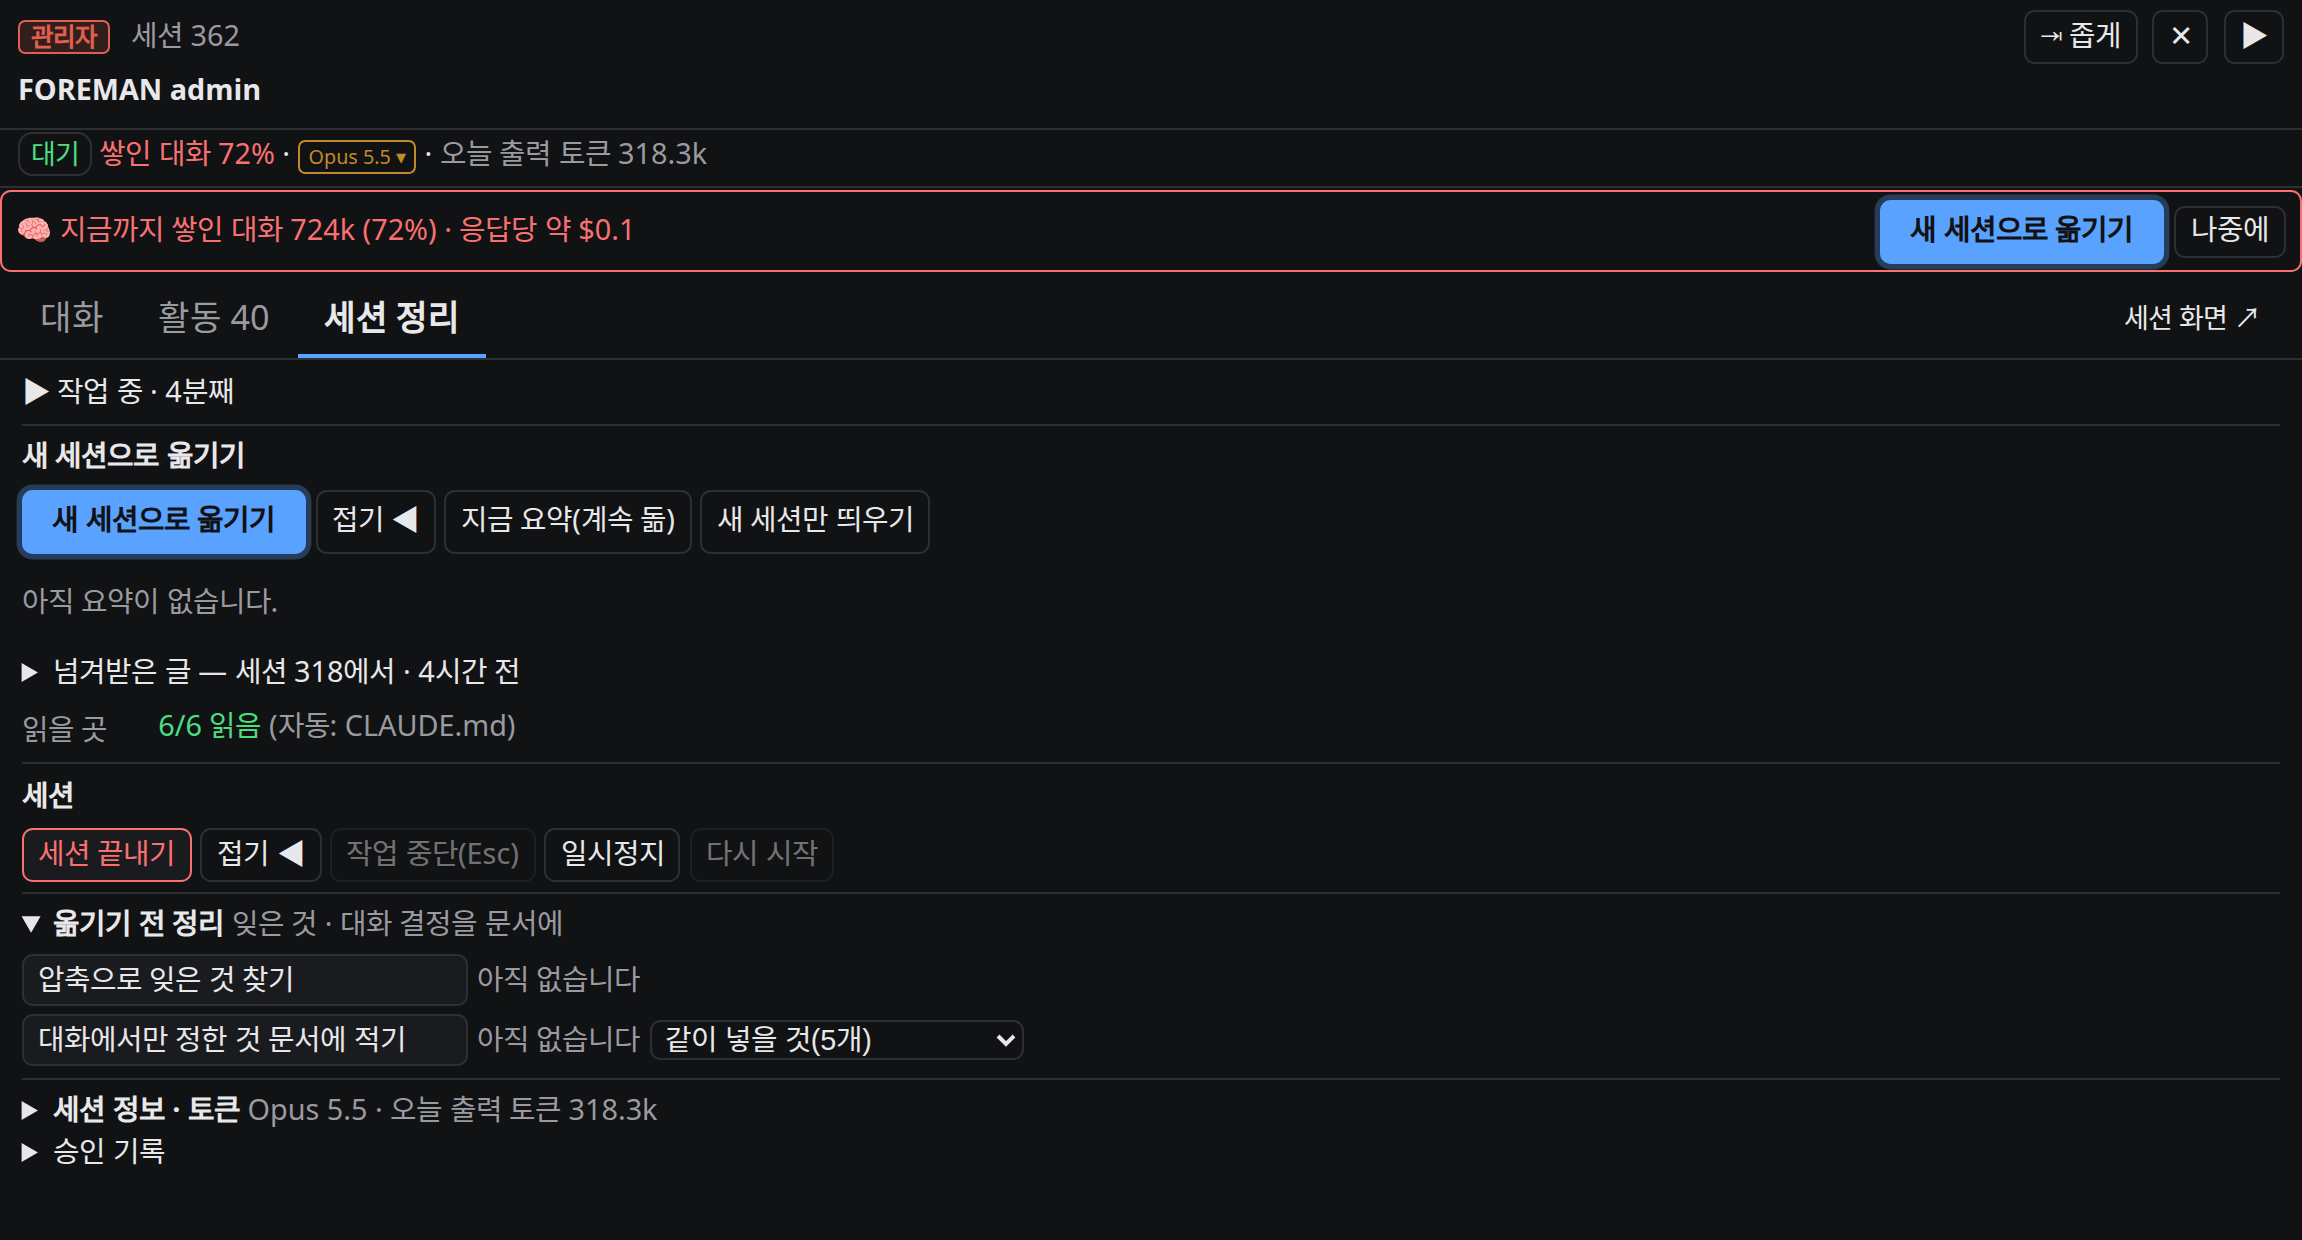 관리자 세션 362 ⇥ 좁게 ✕ ▶
FOREMAN admin
대기 쌓인 대화 72% · Opus 5.5 ▾ · 오늘 출력 토큰 318.3k
🧠 지금까지 쌓인 대화 724k (72%) · 응답당 약 $0.1 새 세션으로 옮기기 나중에
대화 활동 40 세션 정리 세션 화면 ↗
▶ 작업 중 · 4분째
새 세션으로 옮기기
새 세션으로 옮기기 접기 ◀ 지금 요약(계속 돎) 새 세션만 띄우기
아직 요약이 없습니다.
▶ 넘겨받은 글 — 세션 318에서 · 4시간 전
읽을 곳 6/6 읽음 (자동: CLAUDE.md)
세션
세션 끝내기 접기 ◀ 작업 중단(Esc) 일시정지 다시 시작
▼ 옮기기 전 정리 잊은 것 · 대화 결정을 문서에
압축으로 잊은 것 찾기 아직 없습니다
대화에서만 정한 것 문서에 적기 아직 없습니다 같이 넣을 것(5개)
▶ 세션 정보 · 토큰 Opus 5.5 · 오늘 출력 토큰 318.3k
▶ 승인 기록